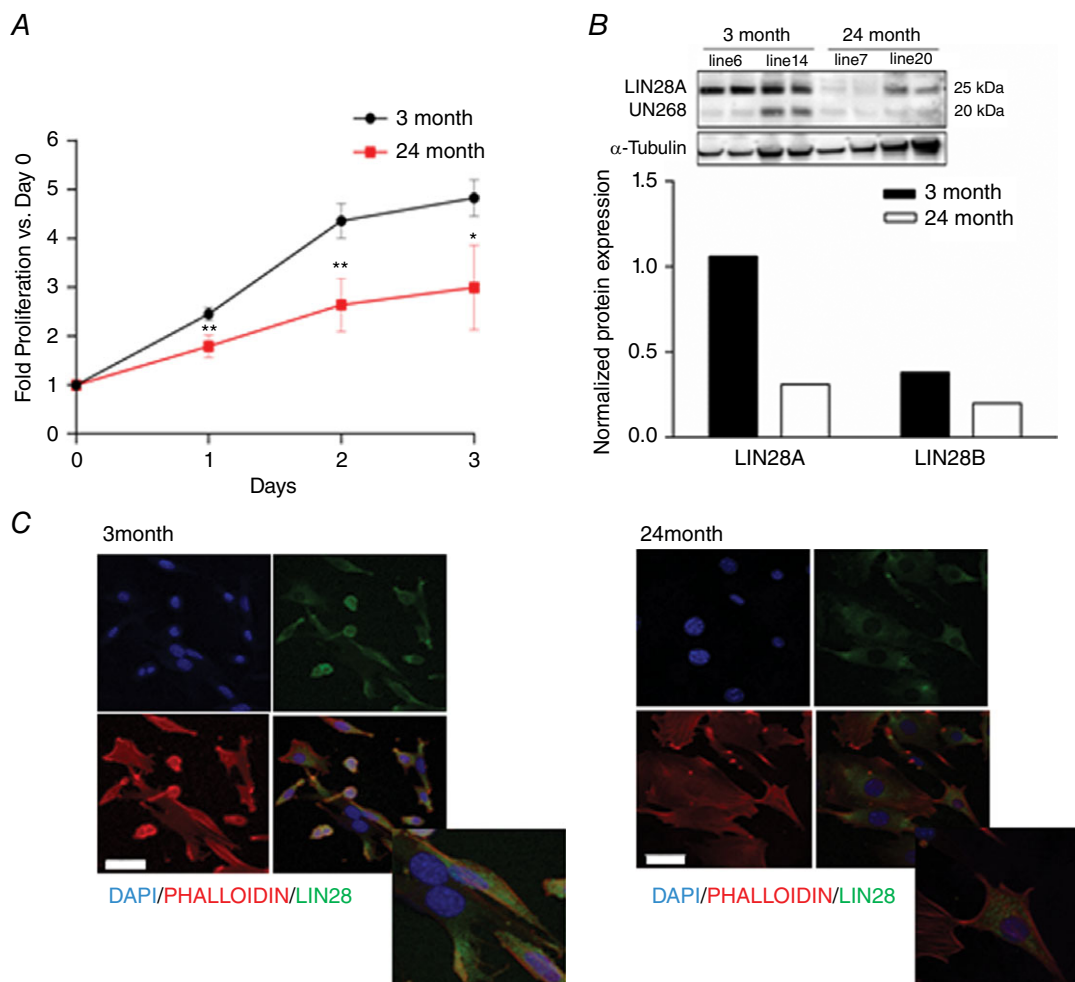 A
3 month
24 month
Fold Proliferation vs. Day 0
6
5
4
3
2
1
0
**
**
*
0 1 2 3
Days
B
3 month 24 month
line6 line14 line7 line20
LIN28A 25 kDa
UN268 20 kDa
α-Tubulin
Normalized protein expression
1.5
1.0
0.5
0.0
3 month
24 month
LIN28A LIN28B
C
3month
DAPI/PHALLOIDIN/LIN28
24month
DAPI/PHALLOIDIN/LIN28